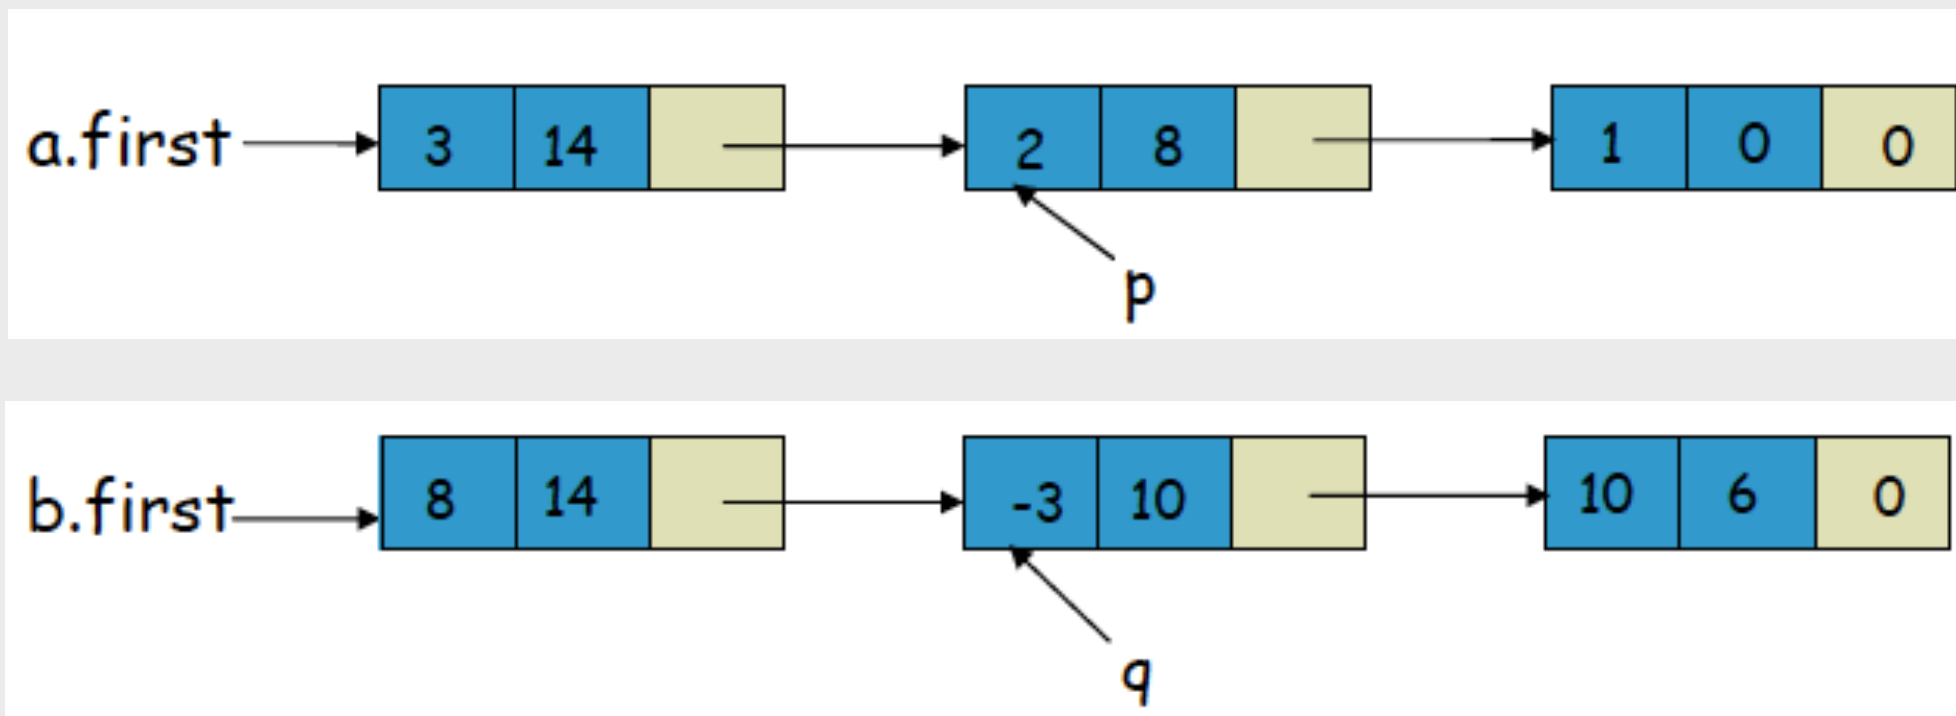 a.first 3 14 2 8 1 0 0
p
b.first 8 14 -3 10 10 6 0
q